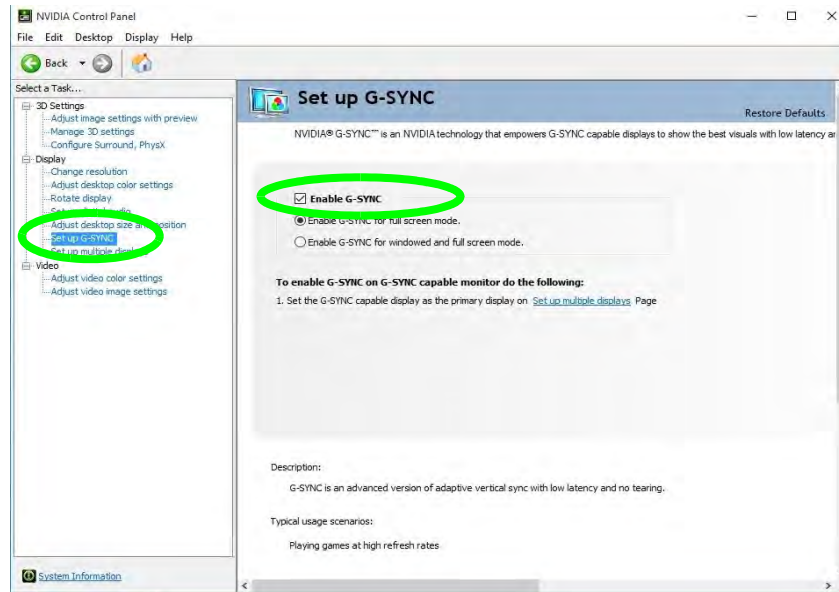 NVIDIA Control Panel
File Edit Desktop Display Help
Back
Select a Task...
3D Settings
Adjust image settings with preview
Manage 3D settings
Configure Surround, PhysX
Display
Change resolution
Adjust desktop color settings
Rotate display
Adjust desktop size and position
Set up G-SYNC
Set up multiple displays
Video
Adjust video color settings
Adjust video image settings
System Information
Set up G-SYNC
Restore Defaults
NVIDIA® G-SYNC™ is an NVIDIA technology that empowers G-SYNC capable displays to show the best visuals with low latency ar
Enable G-SYNC
Enable G-SYNC for full screen mode.
Enable G-SYNC for windowed and full screen mode.
To enable G-SYNC on G-SYNC capable monitor do the following:
1. Set the G-SYNC capable display as the primary display on Set up multiple displays Page
Description:
G-SYNC is an advanced version of adaptive vertical sync with low latency and no tearing.
Typical usage scenarios:
Playing games at high refresh rates